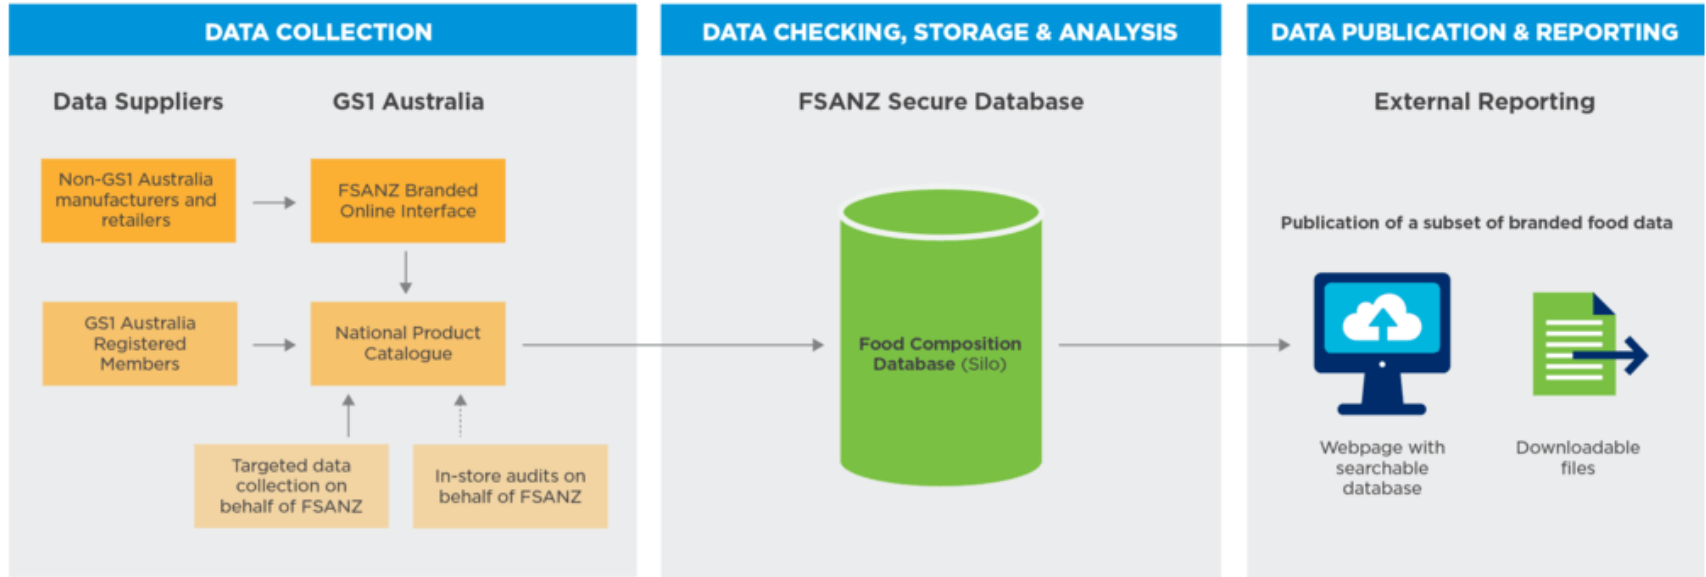 DATA COLLECTION
Data Suppliers
GS1 Australia
Non-GS1 Australia
manufacturers and
retailers
FSANZ Branded
Online Interface
GS1 Australia
Registered
Members
National Product
Catalogue
Targeted data
collection on
behalf of FSANZ
In-store audits on
behalf of FSANZ
DATA CHECKING, STORAGE & ANALYSIS
FSANZ Secure Database
Food Composition
Database (Silo)
DATA PUBLICATION & REPORTING
External Reporting
Publication of a subset of branded food data
Webpage with
searchable
database
Downloadable
files